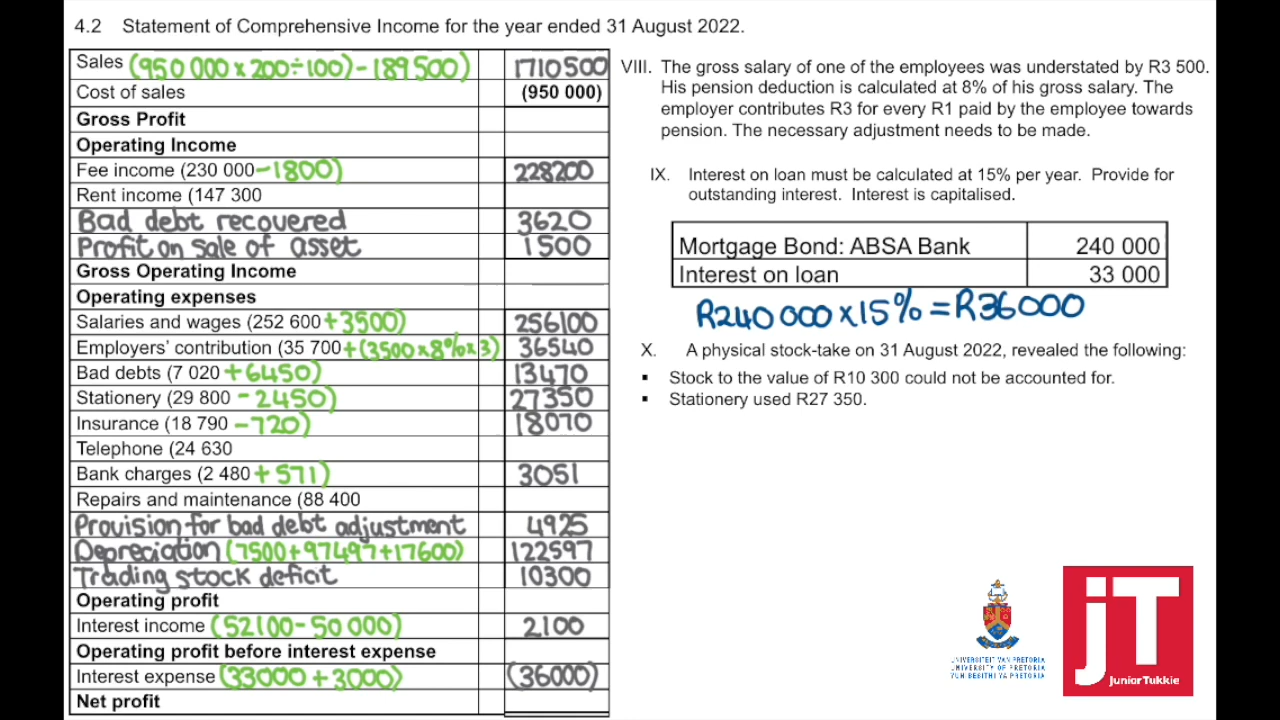 4.2 Statement of Comprehensive Income for the year ended 31 August 2022.
Sales (950 000 x 200 ÷ 100) - 189 500) 1710 500
Cost of sales (950 000)
Gross Profit
Operating Income
Fee income (230 000 - 1800) 228200
Rent income (147 300
Bad debt recovered 3620
Profit on sale of asset 1500
Gross Operating Income
Operating expenses
Salaries and wages (252 600 + 3500) 256100
Employers' contribution (35 700 + (3500 x 8% x 3) 36540
Bad debts (7 020 + 6450) 13470
Stationery (29 800 - 2450) 27350
Insurance (18 790 - 720) 18070
Telephone (24 630
Bank charges (2 480 + 571) 3051
Repairs and maintenance (88 400
Provision for bad debt adjustment 4925
Depreciation (7500 + 97497 + 17600) 122597
Trading stock deficit 10300
Operating profit
Interest income (52100 - 50 000) 2100
Operating profit before interest expense
Interest expense (33000 + 3000) (36000)
Net profit
VIII. The gross salary of one of the employees was understated by R3 500.
His pension deduction is calculated at 8% of his gross salary. The
employer contributes R3 for every R1 paid by the employee towards
pension. The necessary adjustment needs to be made.
IX. Interest on loan must be calculated at 15% per year. Provide for
outstanding interest. Interest is capitalised.
Mortgage Bond: ABSA Bank 240 000
Interest on loan 33 000
R240 000 x 15% = R36000
X. A physical stock-take on 31 August 2022, revealed the following:
▪ Stock to the value of R10 300 could not be accounted for.
▪ Stationery used R27 350.
UNIVERSITEIT VAN PRETORIA
UNIVERSITY OF PRETORIA
YUNIBESITHI YA PRETORIA
jT
JuniorTukkie